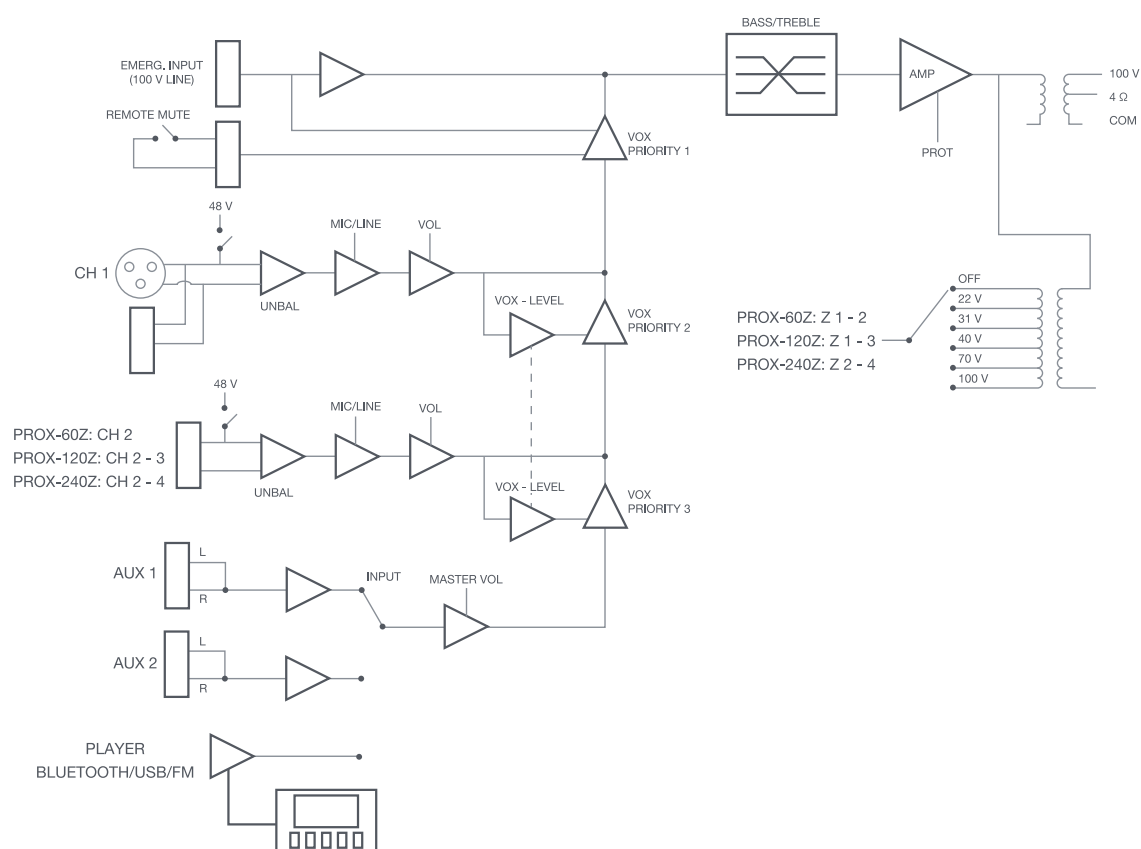 BASS/TREBLE
EMERG. INPUT
(100 V LINE)
AMP
100 V
4 Ω
COM
REMOTE MUTE
VOX
PRIORITY 1
PROT
48 V
MIC/LINE
VOL
CH 1
UNBAL
VOX - LEVEL
VOX
PRIORITY 2
OFF
22 V
31 V
40 V
70 V
100 V
PROX-60Z: Z 1 - 2
PROX-120Z: Z 1 - 3
PROX-240Z: Z 2 - 4
48 V
MIC/LINE
VOL
PROX-60Z: CH 2
PROX-120Z: CH 2 - 3
PROX-240Z: CH 2 - 4
UNBAL
VOX - LEVEL
VOX
PRIORITY 3
AUX 1
L
R
INPUT
MASTER VOL
AUX 2
L
R
PLAYER
BLUETOOTH/USB/FM